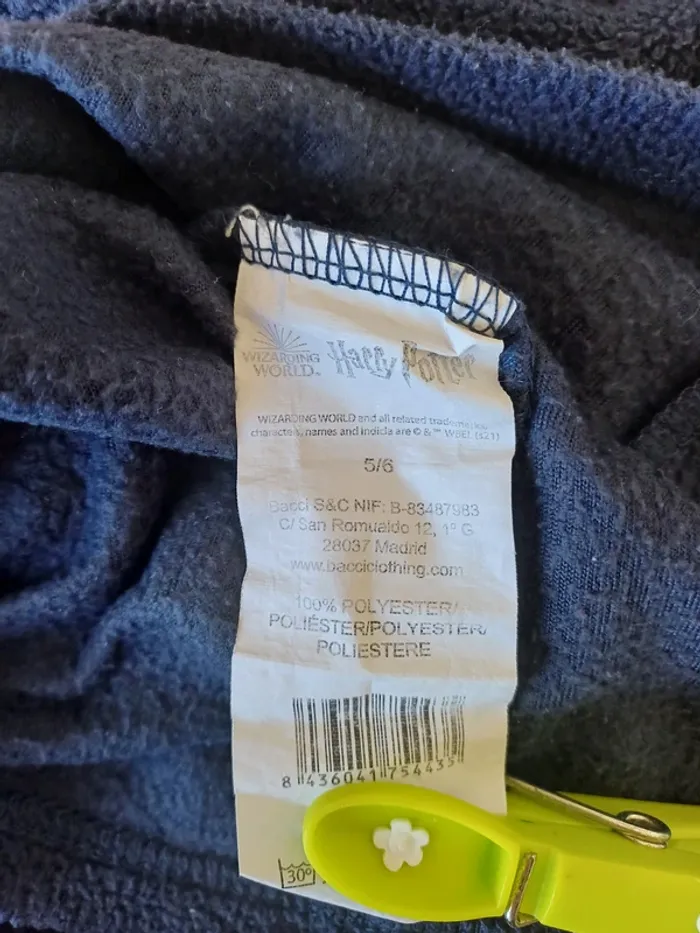 WIZARDING
WORLD.
Harry Potter
WIZARDING WORLD and all related trademarks,
characters, names and indicia are © & ™ WBEI. (s21)
5/6
Bacci S&C NIF: B-83487983
C/ San Romualdo 12, 1º G
28037 Madrid
www.bacciclothing.com
100% POLYESTER/
POLIÉSTER/POLYESTER/
POLIESTERE
8 436041 754435
30º